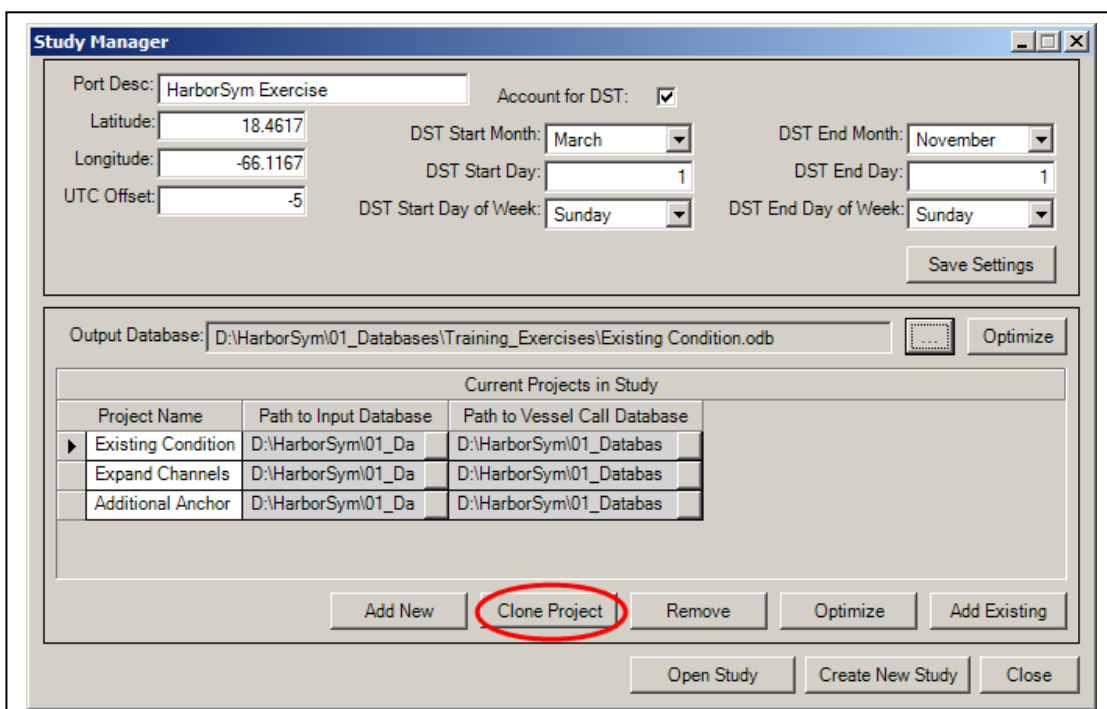 Study Manager
Port Desc: HarborSym Exercise Account for DST:
Latitude: 18.4617 DST Start Month: March DST End Month: November
Longitude: -66.1167 DST Start Day: 1 DST End Day: 1
UTC Offset: -5 DST Start Day of Week: Sunday DST End Day of Week: Sunday
Save Settings
Output Database: D:\HarborSym\01_Databases\Training_Exercises\Existing Condition.odb ... Optimize
Current Projects in Study
Project Name Path to Input Database Path to Vessel Call Database
Existing Condition D:\HarborSym\01_Da D:\HarborSym\01_Databas
Expand Channels D:\HarborSym\01_Da D:\HarborSym\01_Databas
Additional Anchor D:\HarborSym\01_Da D:\HarborSym\01_Databas
Add New Clone Project Remove Optimize Add Existing
Open Study Create New Study Close